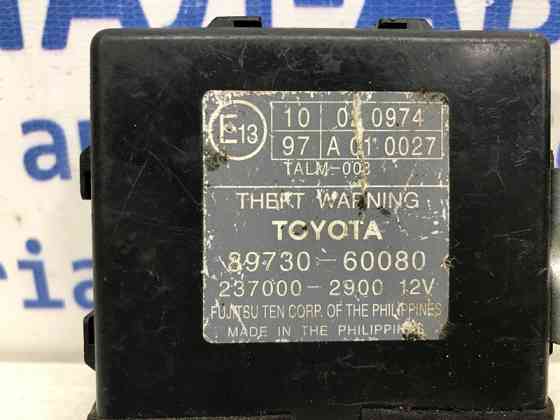 E13
10 02 0974
97 A 01 0027
TALM-003
THEFT WARNING
TOYOTA
89730-60080
237000-2900 12V
FUJITSU TEN CORP. OF THE PHILIPPINES
MADE IN THE PHILIPPINES